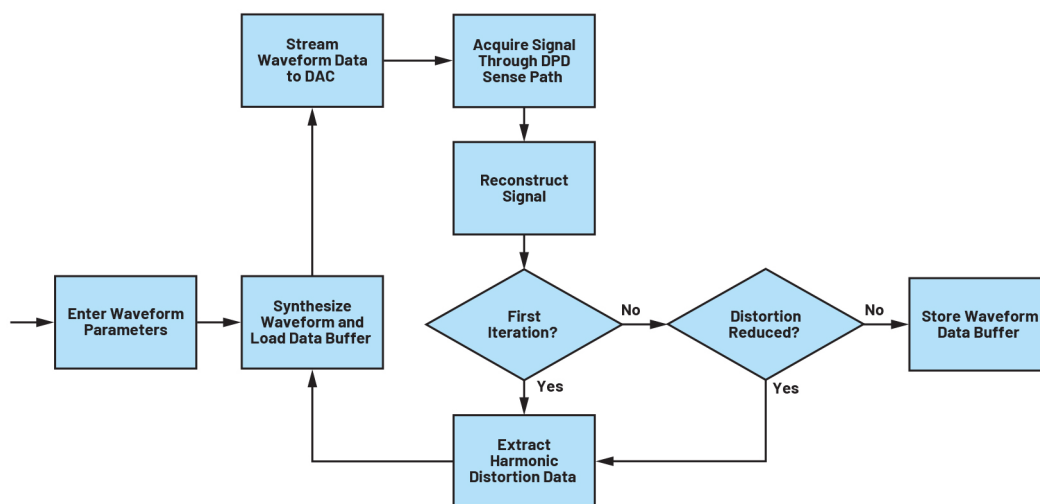 Stream
Waveform Data
to DAC
Acquire Signal
Through DPD
Sense Path
Reconstruct
Signal
Enter Waveform
Parameters
Synthesize
Waveform and
Load Data Buffer
First
Iteration?
No
Distortion
Reduced?
No
Store Waveform
Data Buffer
Yes
Yes
Extract
Harmonic
Distortion Data